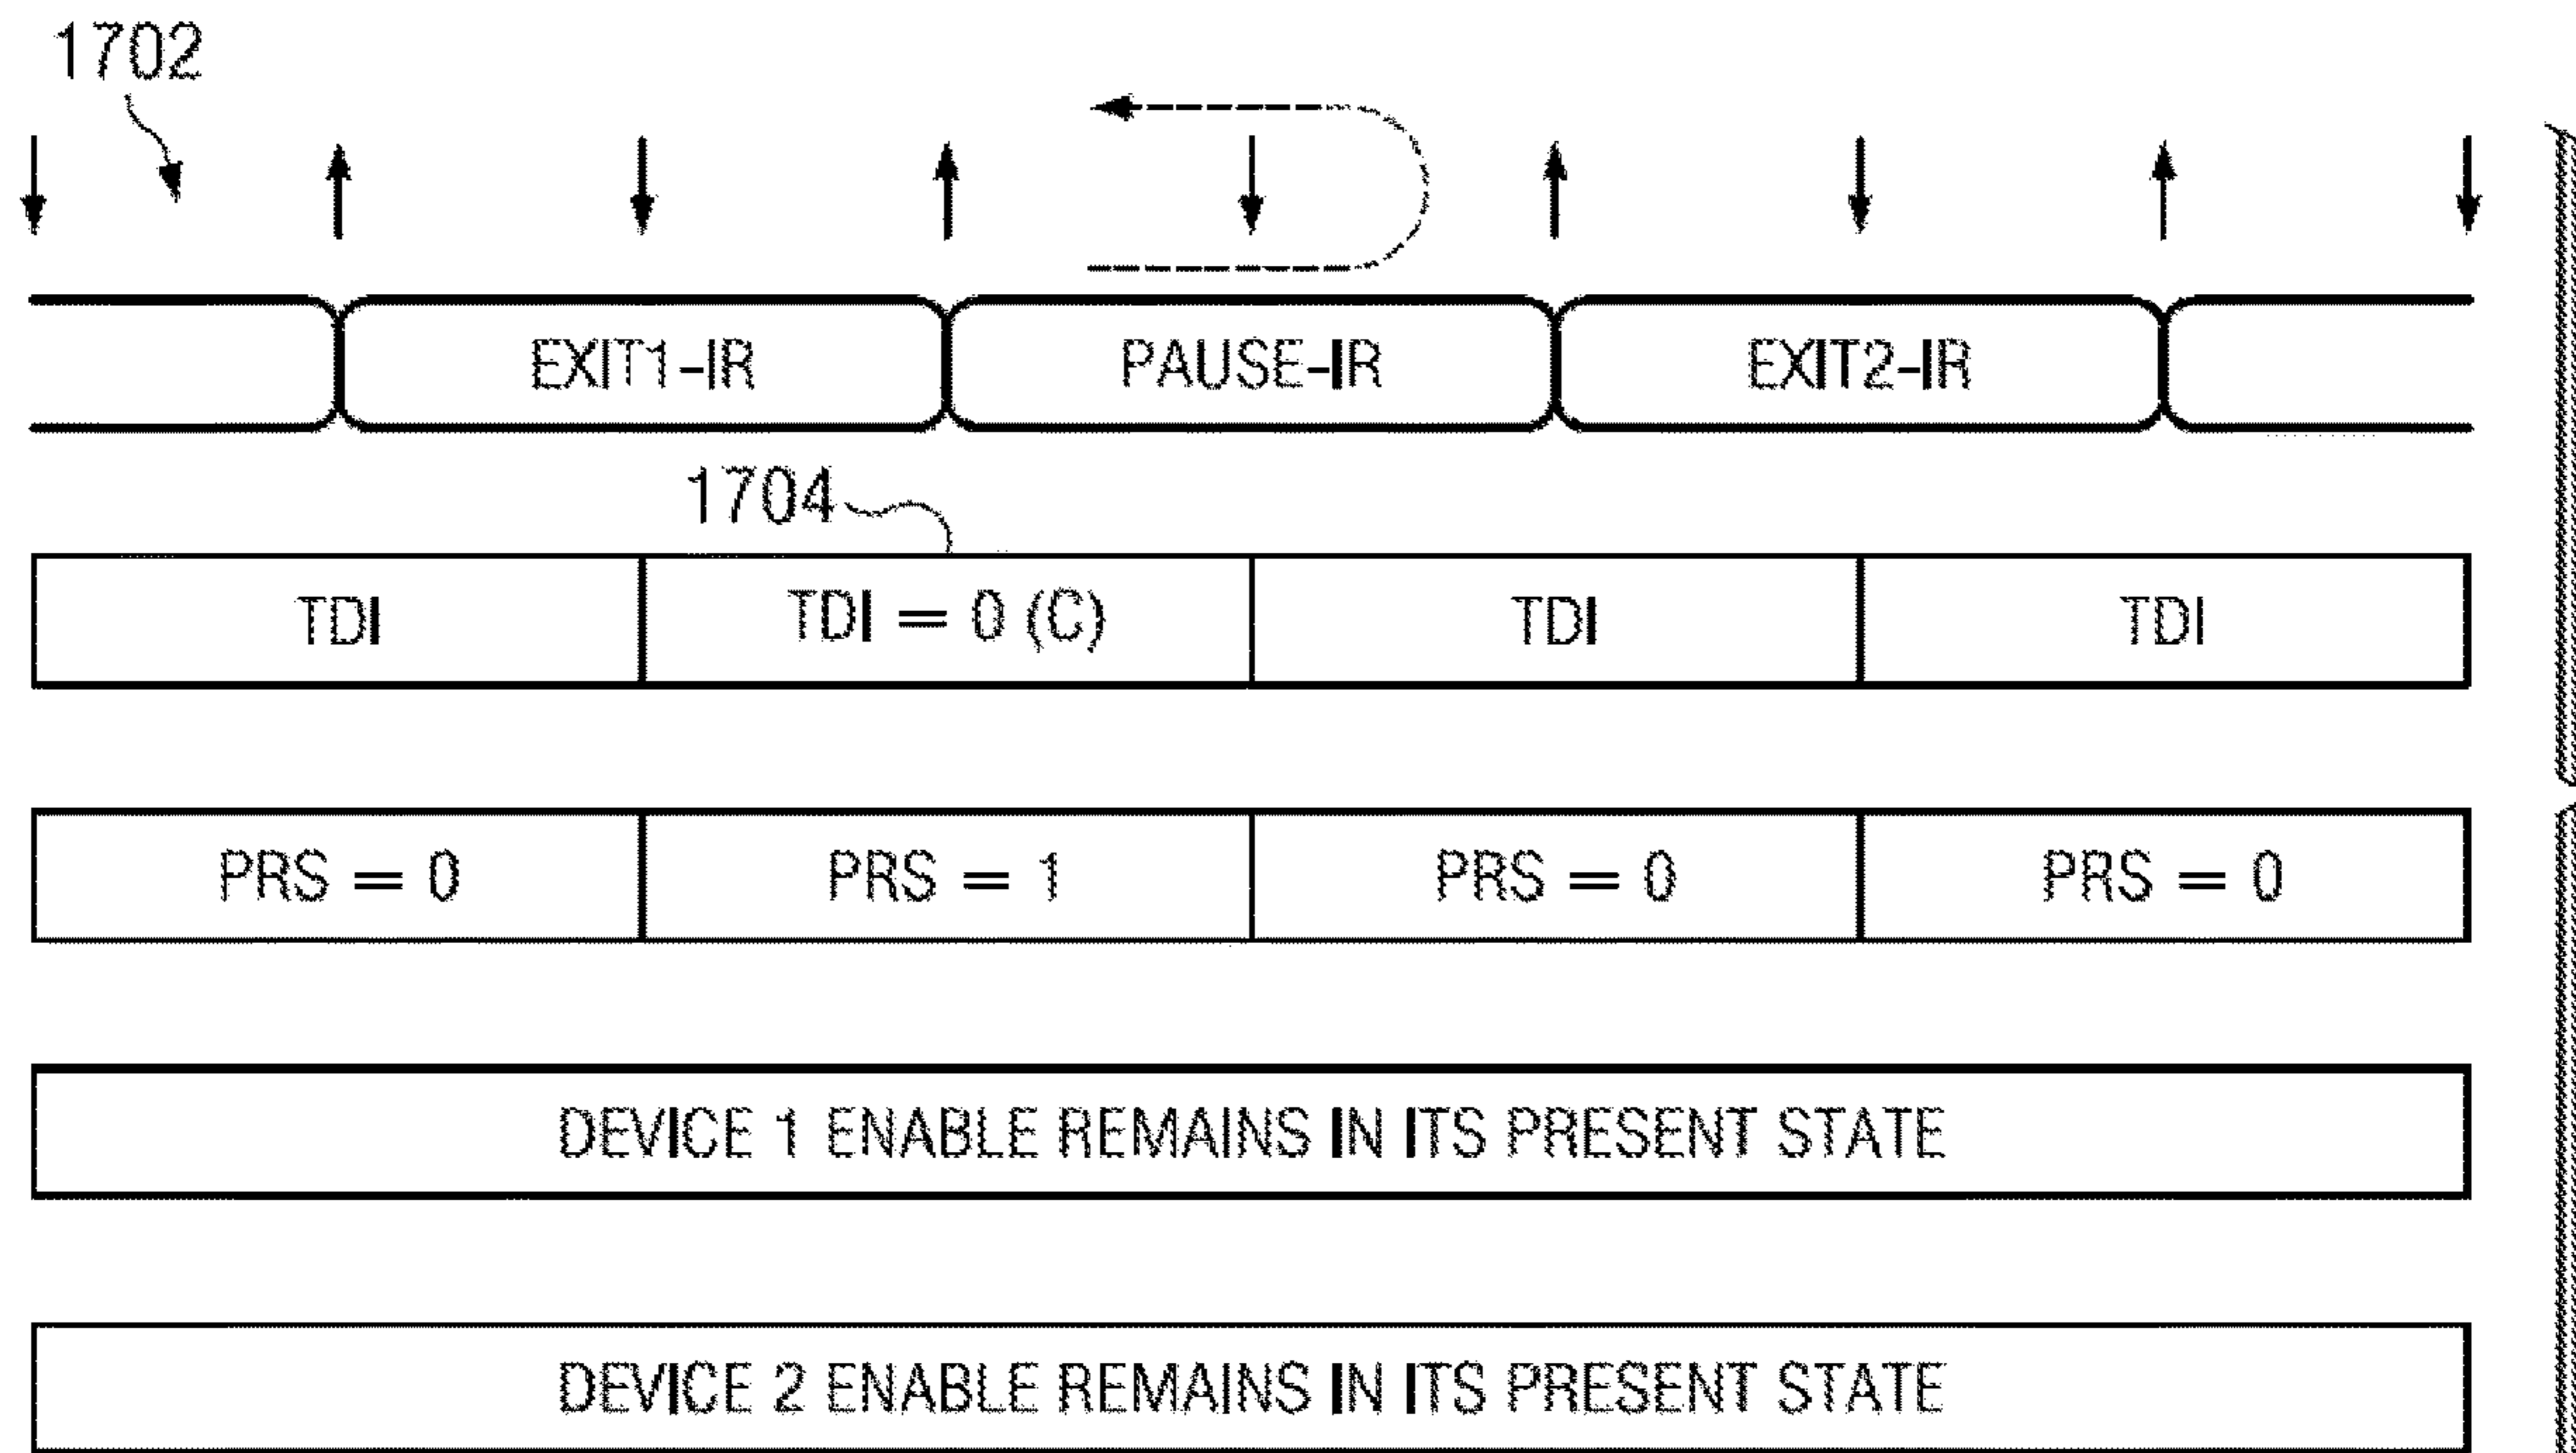 1702
EXIT1-IR PAUSE-IR EXIT2-IR
1704
TDI TDI = 0 (C) TDI TDI
PRS = 0 PRS = 1 PRS = 0 PRS = 0
DEVICE 1 ENABLE REMAINS IN ITS PRESENT STATE
DEVICE 2 ENABLE REMAINS IN ITS PRESENT STATE